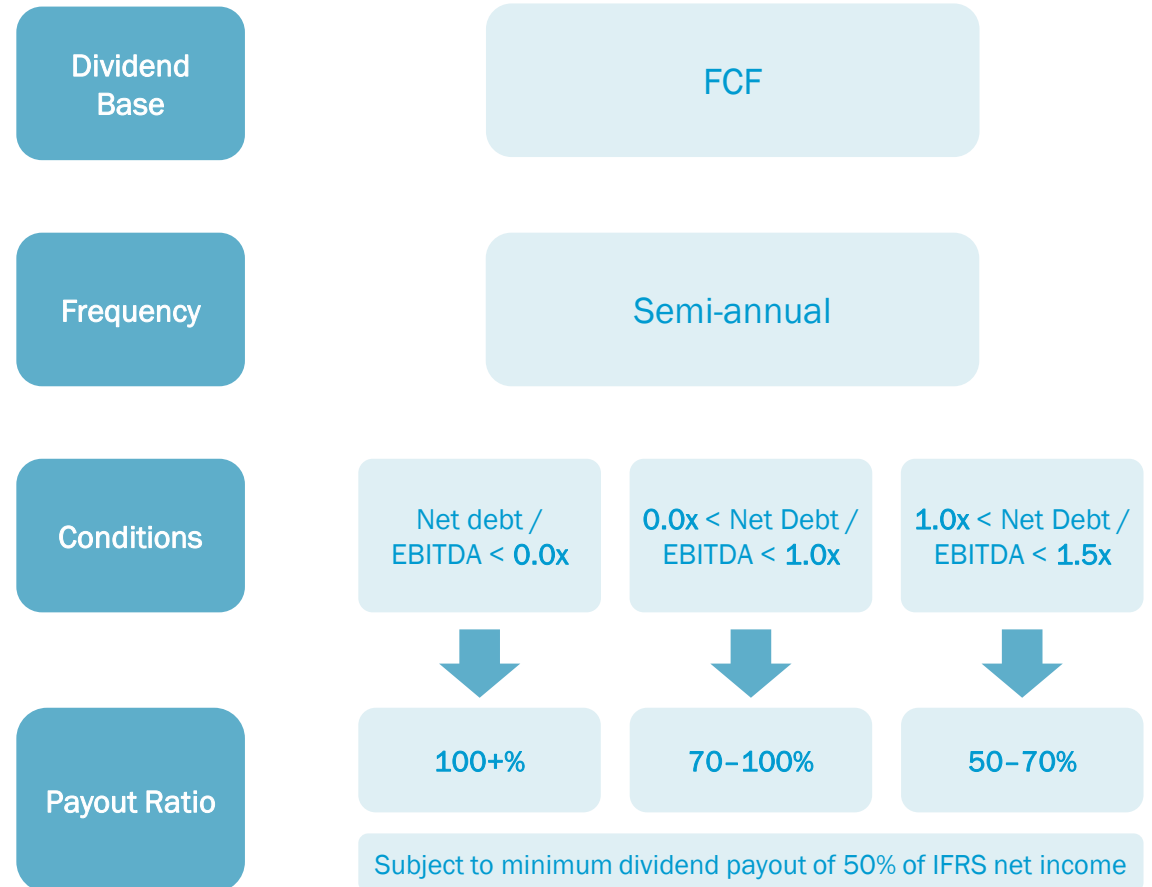 Dividend
Base
FCF
Frequency
Semi-annual
Conditions
Net debt /
EBITDA < 0.0x
0.0x < Net Debt /
EBITDA < 1.0x
1.0x < Net Debt /
EBITDA < 1.5x
Payout Ratio
100+%
70–100%
50–70%
Subject to minimum dividend payout of 50% of IFRS net income